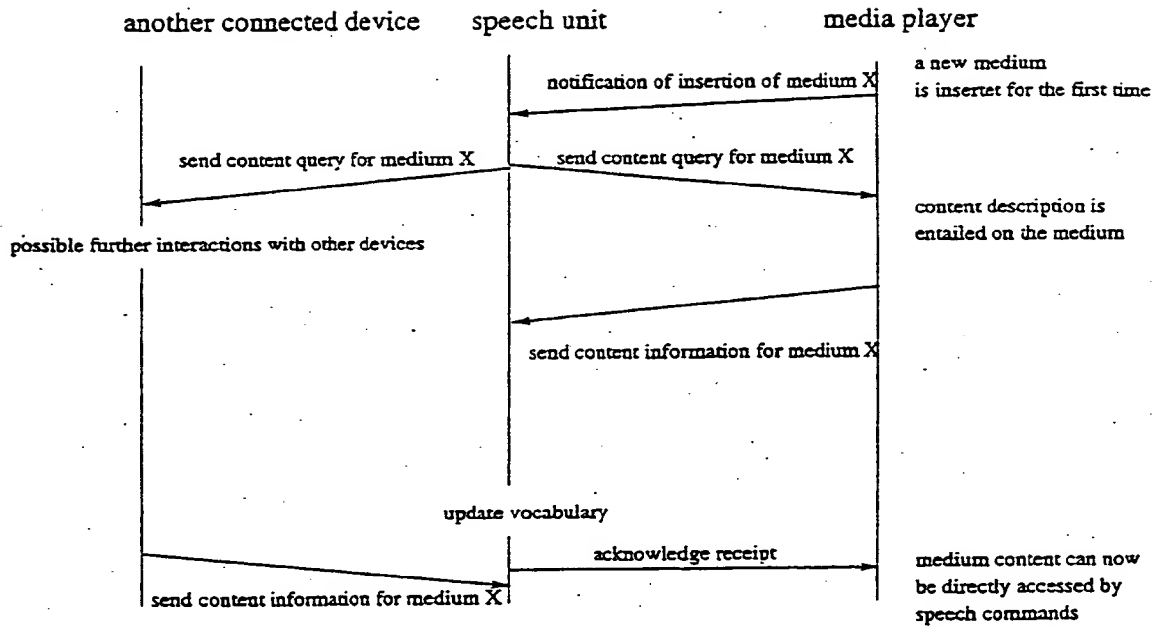 another connected device
speech unit
media player
a new medium
is insertet for the first time
notification of insertion of medium X
send content query for medium X
send content query for medium X
content description is
entailed on the medium
possible further interactions with other devices
send content information for medium X
update vocabulary
acknowledge receipt
medium content can now
be directly accessed by
speech commands
send content information for medium X